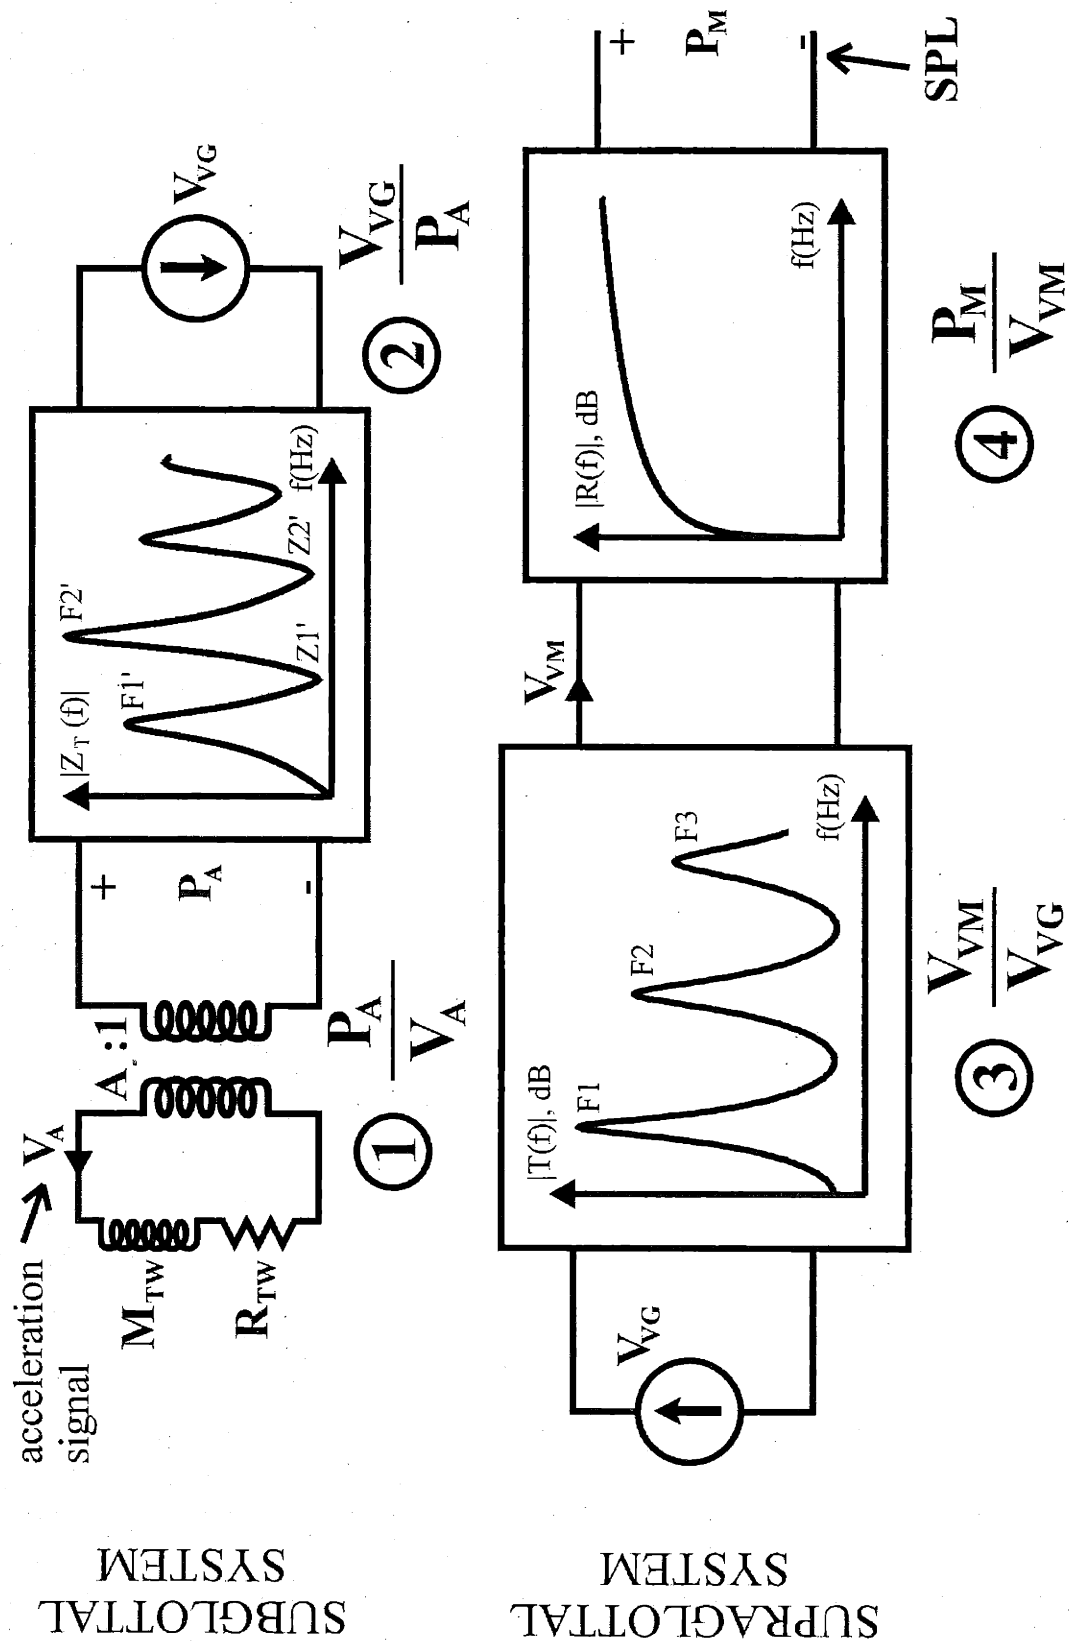 SUBGLOTTAL
SYSTEM
acceleration
signal
V_A
A :1
M_TW
R_TW
+
P_A
-
|Z_T (f)|
F1'
F2'
Z1'
Z2'
f(Hz)
V_VG
1
P_A
V_A
2
V_VG
P_A
SUPRAGLOTTAL
SYSTEM
V_VG
|T(f)|, dB
F1
F2
F3
f(Hz)
V_VM
|R(f)|, dB
f(Hz)
+
P_M
-
SPL
3
V_VM
V_VG
4
P_M
V_VM